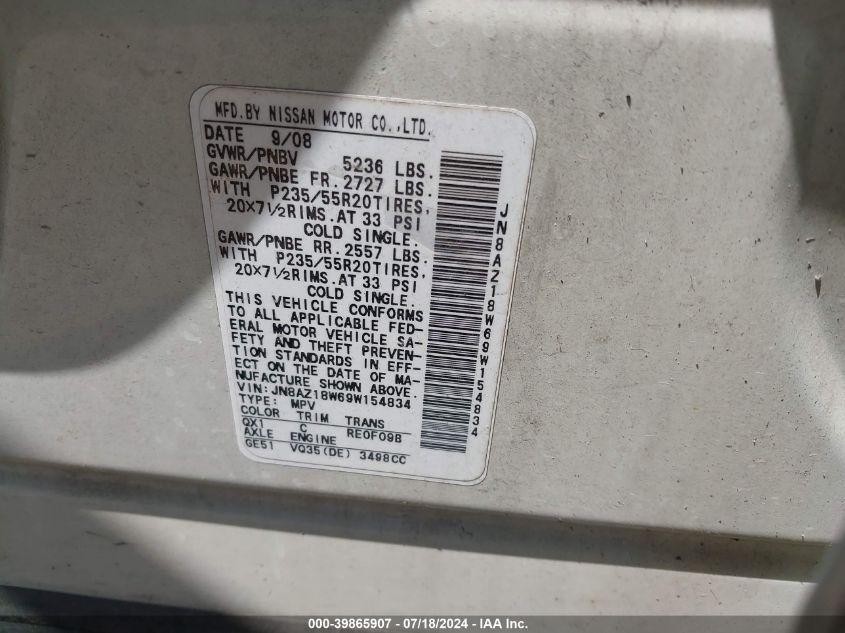 MFD.BY NISSAN MOTOR CO.,LTD.
DATE 9/08
GVWR/PNBV 5236 LBS.
GAWR/PNBE FR. 2727 LBS.
WITH P235/55R20TIRES,
20×7½RIMS.AT 33 PSI
COLD SINGLE.
GAWR/PNBE RR. 2557 LBS.
WITH P235/55R20TIRES,
20×7½RIMS.AT 33 PSI
COLD SINGLE.
THIS VEHICLE CONFORMS
TO ALL APPLICABLE FED-
ERAL MOTOR VEHICLE SA-
FETY AND THEFT PREVEN-
TION STANDARDS IN EFF-
ECT ON THE DATE OF MA-
NUFACTURE SHOWN ABOVE.
VIN:JN8AZ18W69W154834
TYPE: MPV
COLOR TRIM TRANS
QX1 C RE0F09B
AXLE ENGINE
GE51 VQ35(DE) 3498CC
JN8AZ18W69W154834
000-39865907 - 07/18/2024 - IAA Inc.